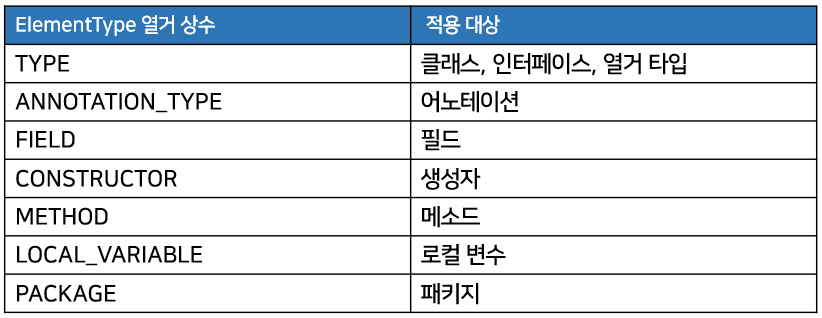 ElementType 열거 상수 적용 대상
TYPE 클래스, 인터페이스, 열거 타입
ANNOTATION_TYPE 어노테이션
FIELD 필드
CONSTRUCTOR 생성자
METHOD 메소드
LOCAL_VARIABLE 로컬 변수
PACKAGE 패키지